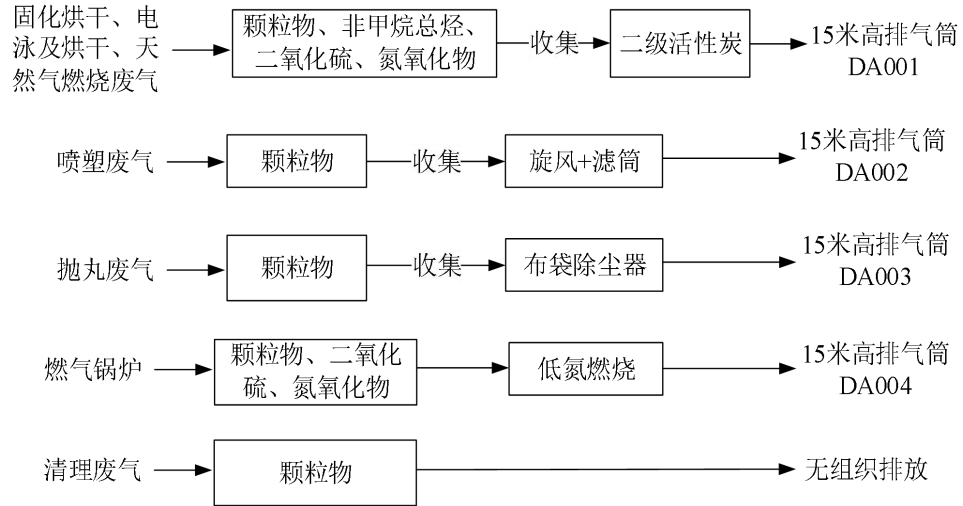 固化烘干、电
泳及烘干、天
然气燃烧废气
颗粒物、非甲烷总烃、
二氧化硫、氮氧化物
收集
二级活性炭
15米高排气筒
DA001
喷塑废气
颗粒物
收集
旋风+滤筒
15米高排气筒
DA002
抛丸废气
颗粒物
收集
布袋除尘器
15米高排气筒
DA003
燃气锅炉
颗粒物、二氧化
硫、氮氧化物
低氮燃烧
15米高排气筒
DA004
清理废气
颗粒物
无组织排放